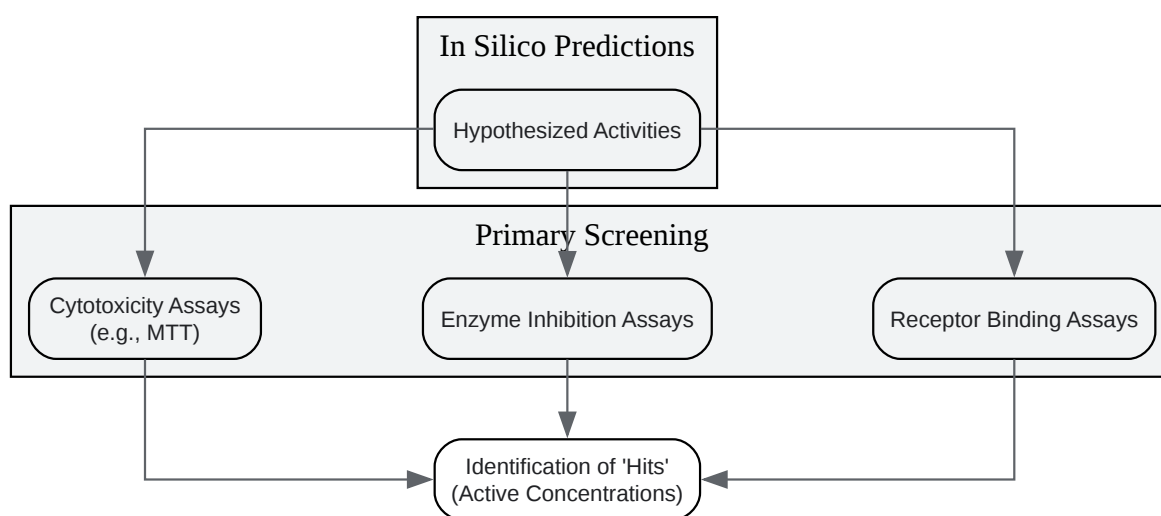 In Silico Predictions
Hypothesized Activities
Primary Screening
Cytotoxicity Assays
(e.g., MTT)
Enzyme Inhibition Assays
Receptor Binding Assays
Identification of 'Hits'
(Active Concentrations)